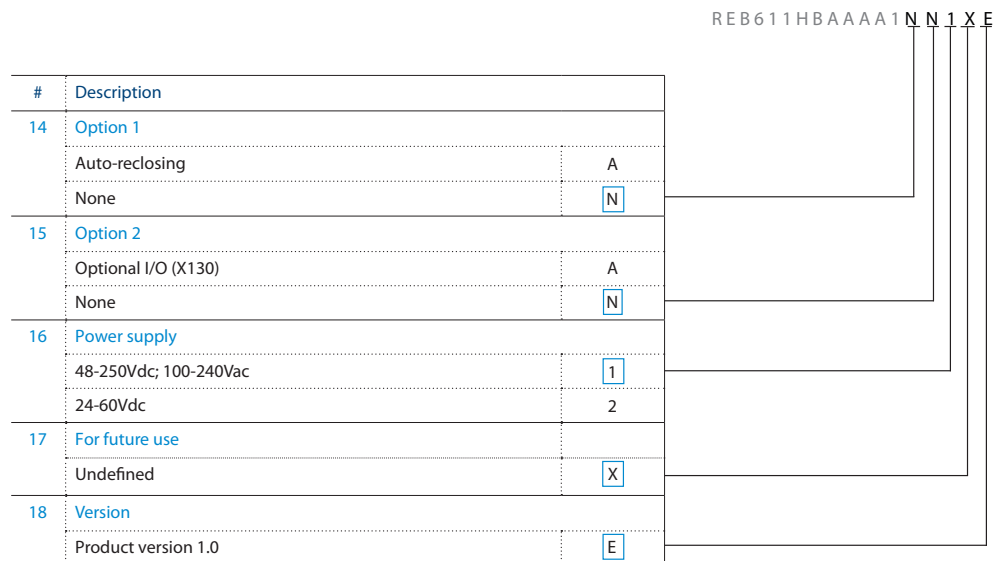 REB611HBAAAA1NN1XE
# Description
14 Option 1
Auto-reclosing A
None N
15 Option 2
Optional I/O (X130) A
None N
16 Power supply
48-250Vdc; 100-240Vac 1
24-60Vdc 2
17 For future use
Undefined X
18 Version
Product version 1.0 E